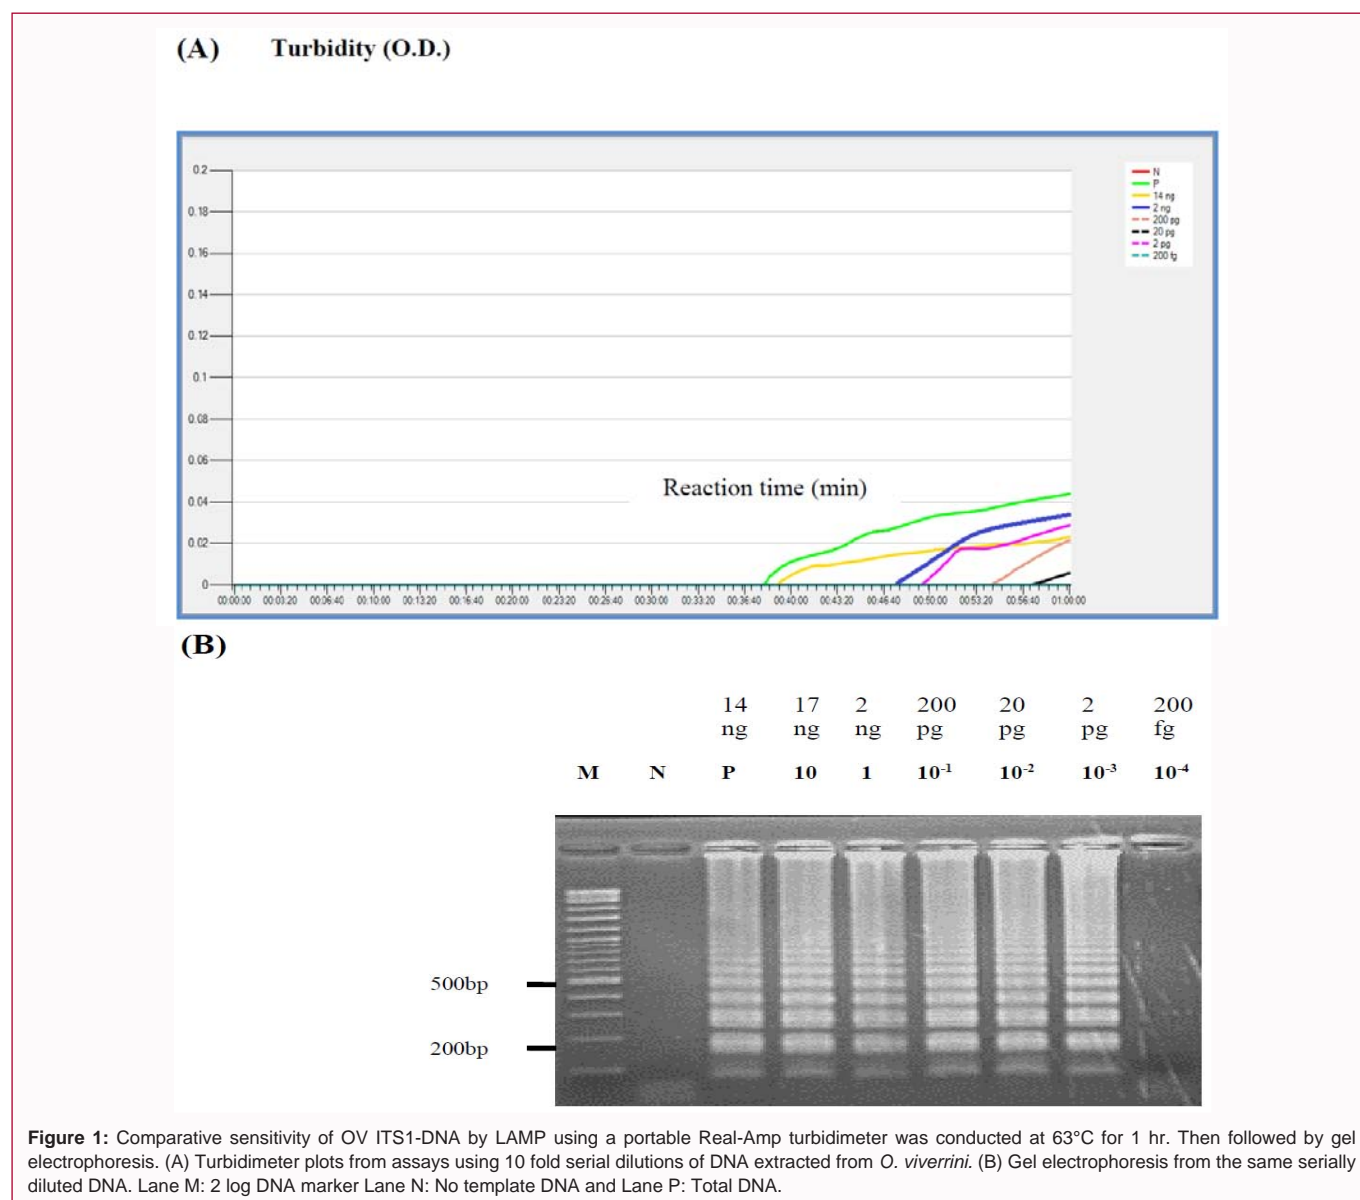 (A) Turbidity (O.D.)
0.2
0.18
0.16
0.14
0.12
0.1
0.08
0.06
0.04
0.02
0
N
P
14 ng
2 ng
200 pg
20 pg
2 pg
200 fg
Reaction time (min)
00:00:00 00:03:20 00:06:40 00:10:00 00:13:20 00:16:40 00:20:00 00:23:20 00:26:40 00:30:00 00:33:20 00:36:40 00:40:00 00:43:20 00:46:40 00:50:00 00:53:20 00:56:40 01:00:00
(B)
14 17 2 200 20 2 200
ng ng ng pg pg pg fg
M N P 10 1 10⁻¹ 10⁻² 10⁻³ 10⁻⁴
500bp
200bp
Figure 1: Comparative sensitivity of OV ITS1-DNA by LAMP using a portable Real-Amp turbidimeter was conducted at 63°C for 1 hr. Then followed by gel
electrophoresis. (A) Turbidimeter plots from assays using 10 fold serial dilutions of DNA extracted from O. viverrini. (B) Gel electrophoresis from the same serially
diluted DNA. Lane M: 2 log DNA marker Lane N: No template DNA and Lane P: Total DNA.